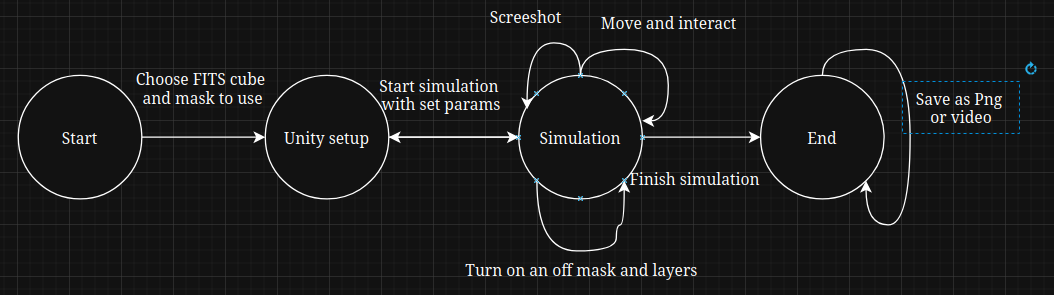 Screeshot
Move and interact
Choose FITS cube
and mask to use
Start simulation
with set params
Save as Png
or video
Start
Unity setup
Simulation
End
Finish simulation
Turn on an off mask and layers